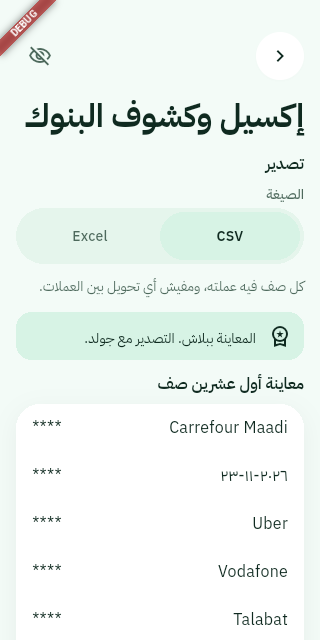 DEBUG
إكسيل وكشوف البنوك
تصدير
الصيغة
CSV
Excel
كل صف فيه عملته، ومفيش أي تحويل بين العملات.
المعاينة ببلاش. التصدير مع جولد.
معاينة أول عشرين صف
Carrefour Maadi ****
٢٣-١١-٢٠٢٦ ****
Uber ****
Vodafone ****
Talabat ****